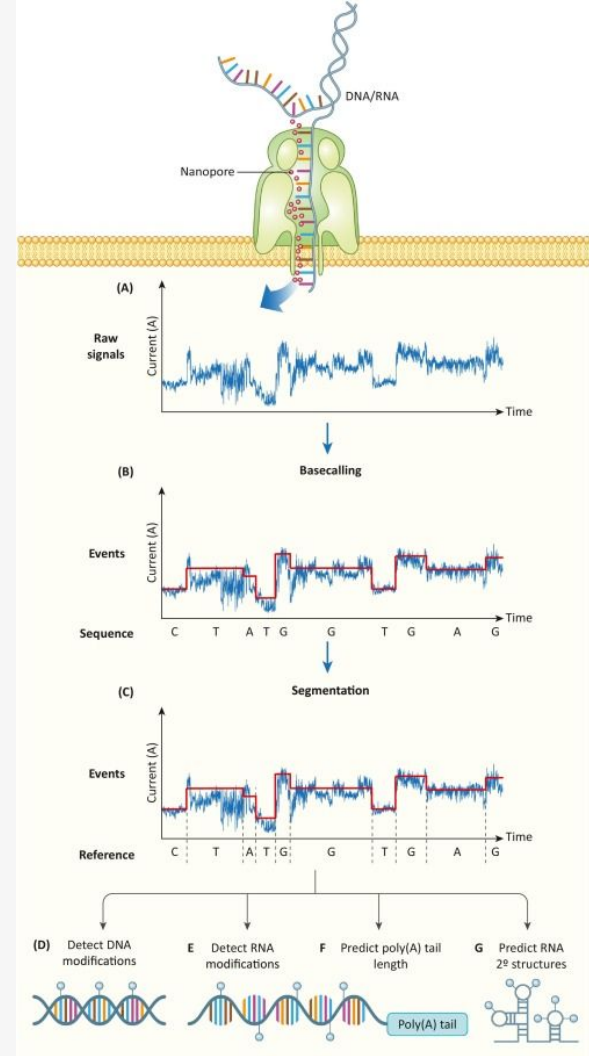 DNA/RNA
Nanopore
(A)
Raw
signals
Current (A)
Time
Basecalling
(B)
Events
Current (A)
Time
Sequence C T A T G G T G A G
Segmentation
(C)
Events
Current (A)
Time
Reference C T A T G G T G A G
(D) Detect DNA
modifications
E Detect RNA
modifications
F Predict poly(A) tail
length
G Predict RNA
2º structures
Poly(A) tail